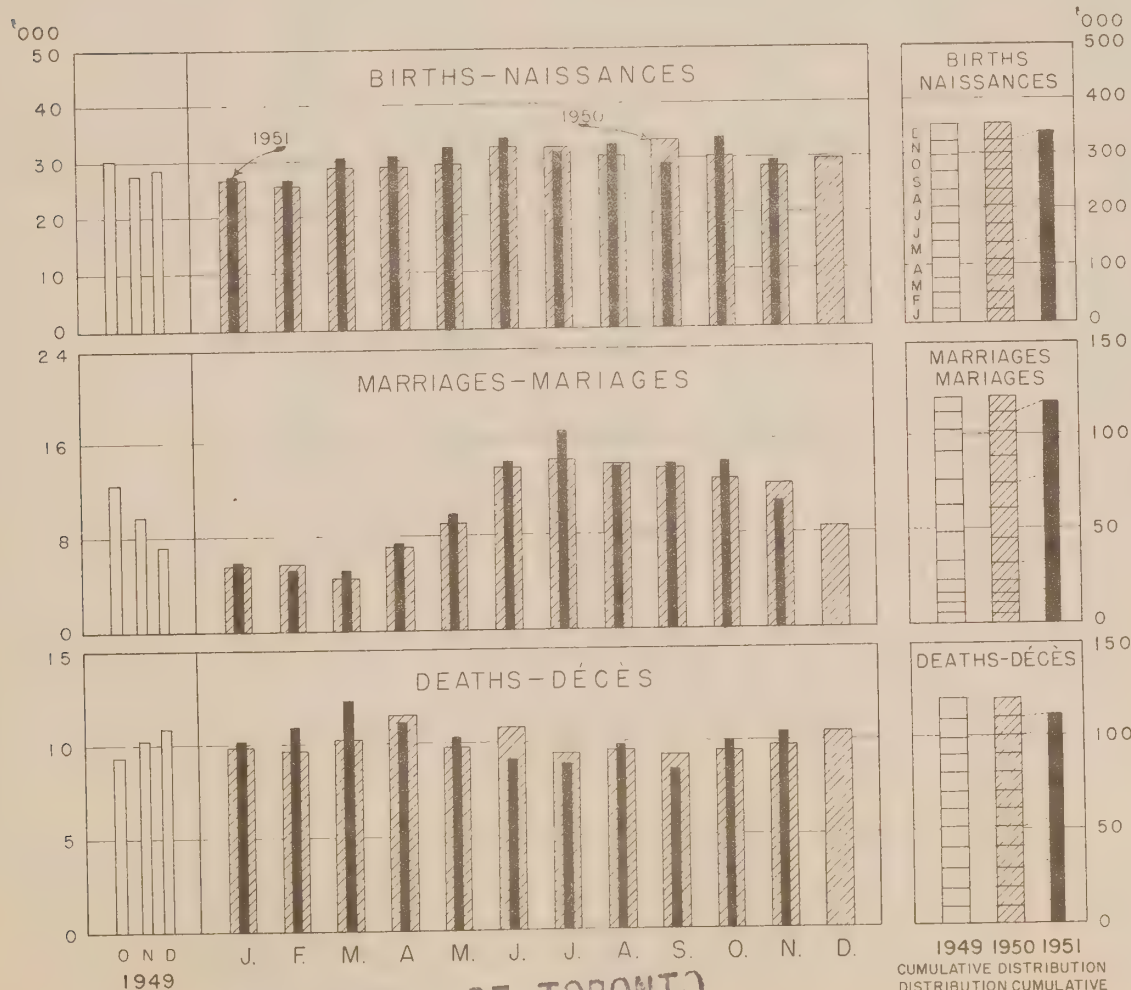 '000
50
40
30
20
10
0
BIRTHS-NAISSANCES
1951
1950
24
16
8
0
MARRIAGES-MARIAGES
15
10
5
0
DEATHS-DÉCÈS
O N D
1949
J. F. M. A M. J. J. A. S. O. N. D.
'000
500
400
300
200
100
0
BIRTHS
NAISSANCES
D
N
O
S
A
J
J
M
A
M
F
J
150
100
50
0
MARRIAGES
MARIAGES
150
100
50
0
DEATHS-DÉCÈS
1949 1950 1951
CUMULATIVE DISTRIBUTION
DISTRIBUTION CUMULATIVE
TORONTO